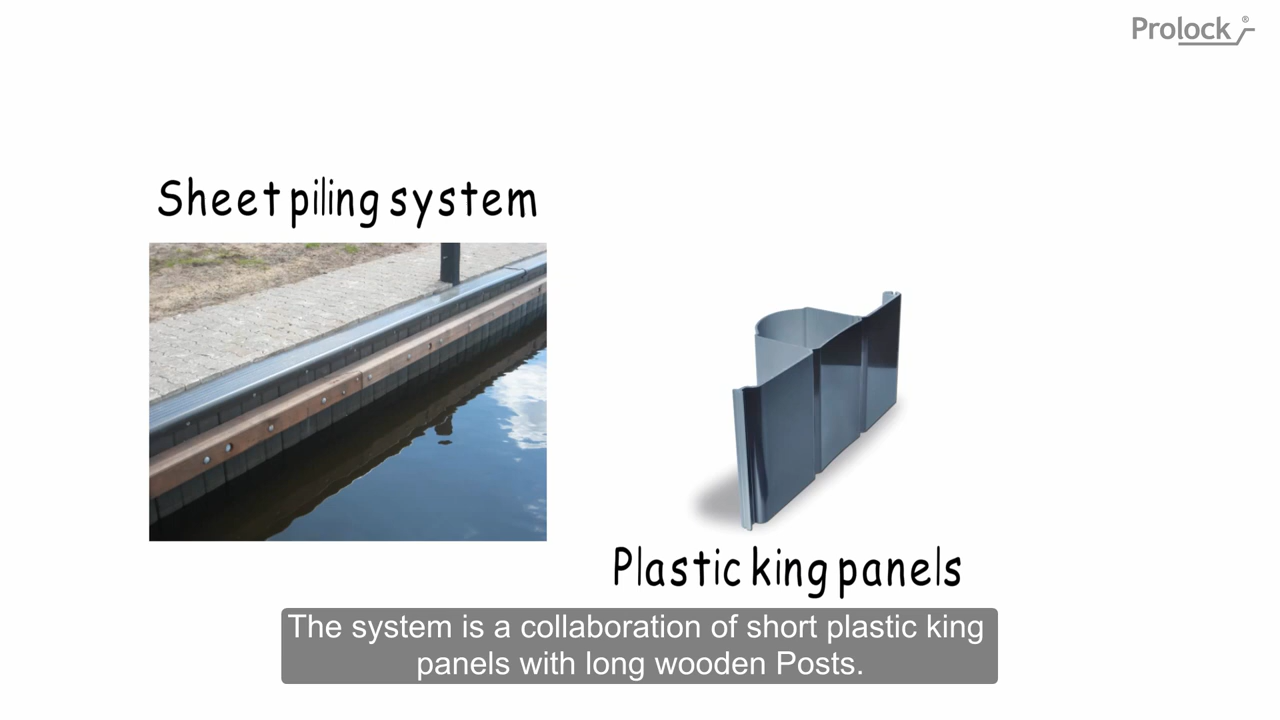 Prolock®
Sheet piling system
Plastic king panels
The system is a collaboration of short plastic king
panels with long wooden Posts.